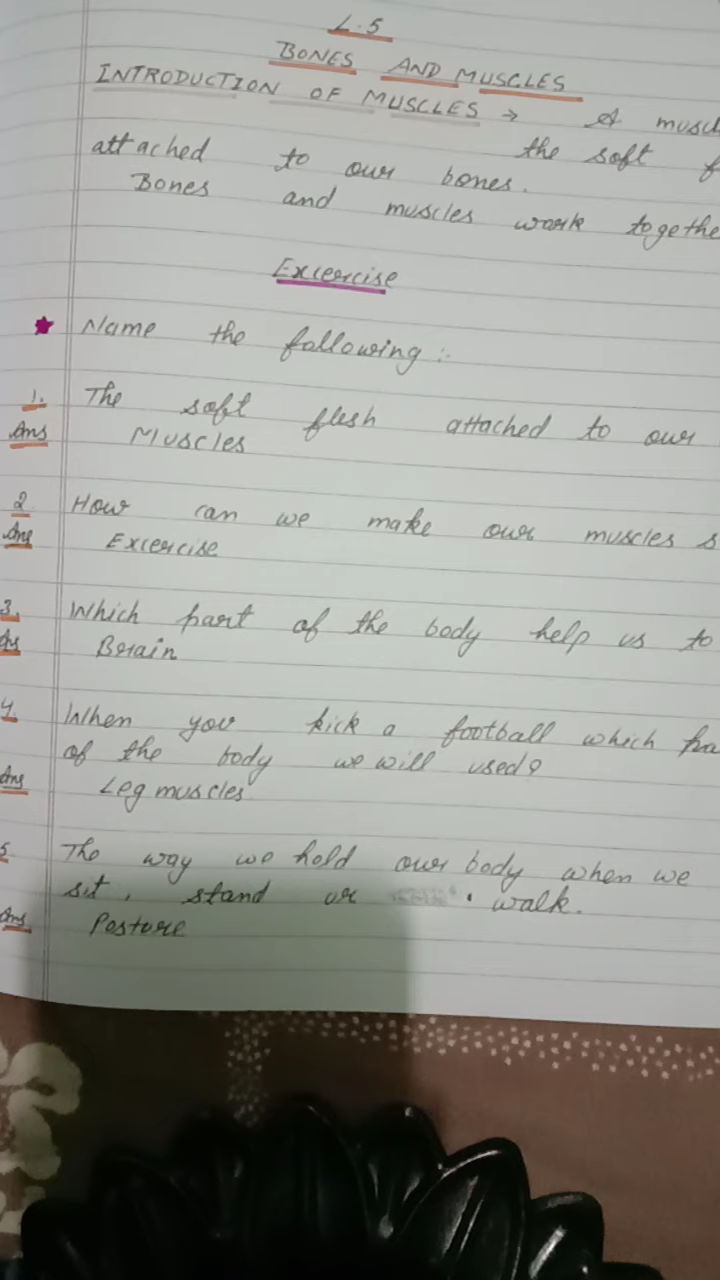 L.5
BONES AND MUSCLES
INTRODUCTION OF MUSCLES → A
the soft
attached to our bones.
Bones and muscles work
Excercise
★ Name the following :-
1. The soft flesh attached to our
Ans Muscles
2 How can we make our muscles
Ans Excercise
3. Which part of the body help us to
Brain
4. When you kick a football which
of the body we will used?
Ans Leg muscles
5. The way we hold our body when we
sit, stand or walk.
Ans Posture